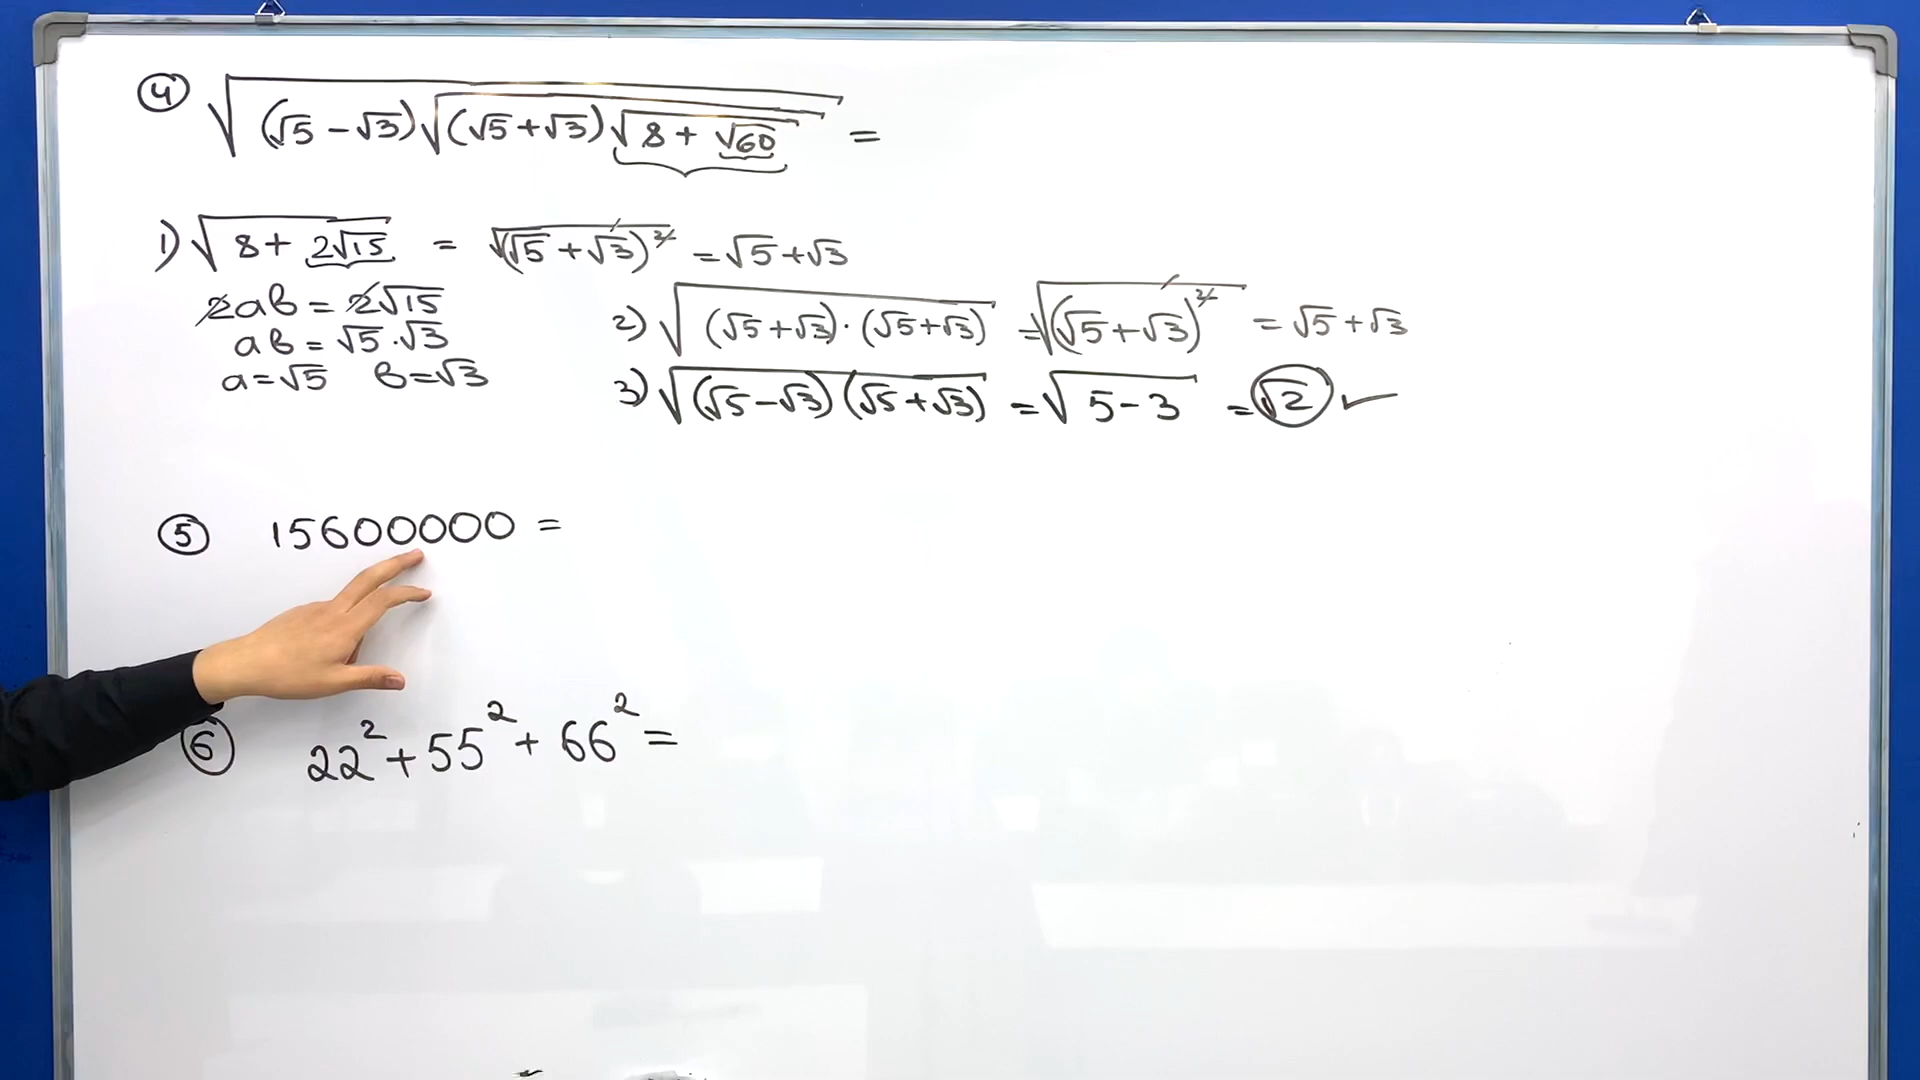 ④ √((√5 − √3)√((√5 + √3)√(8 + √60))) =
1) √(8 + 2√15) = √((√5 + √3)²) = √5 + √3
2ab = 2√15
ab = √5 · √3
a = √5 b = √3
2) √((√5 + √3) · (√5 + √3)) = √((√5 + √3)²) = √5 + √3
3) √((√5 − √3)(√5 + √3)) = √(5 − 3) = √2 ✓
⑤ 15600000 =
⑥ 22² + 55² + 66² =